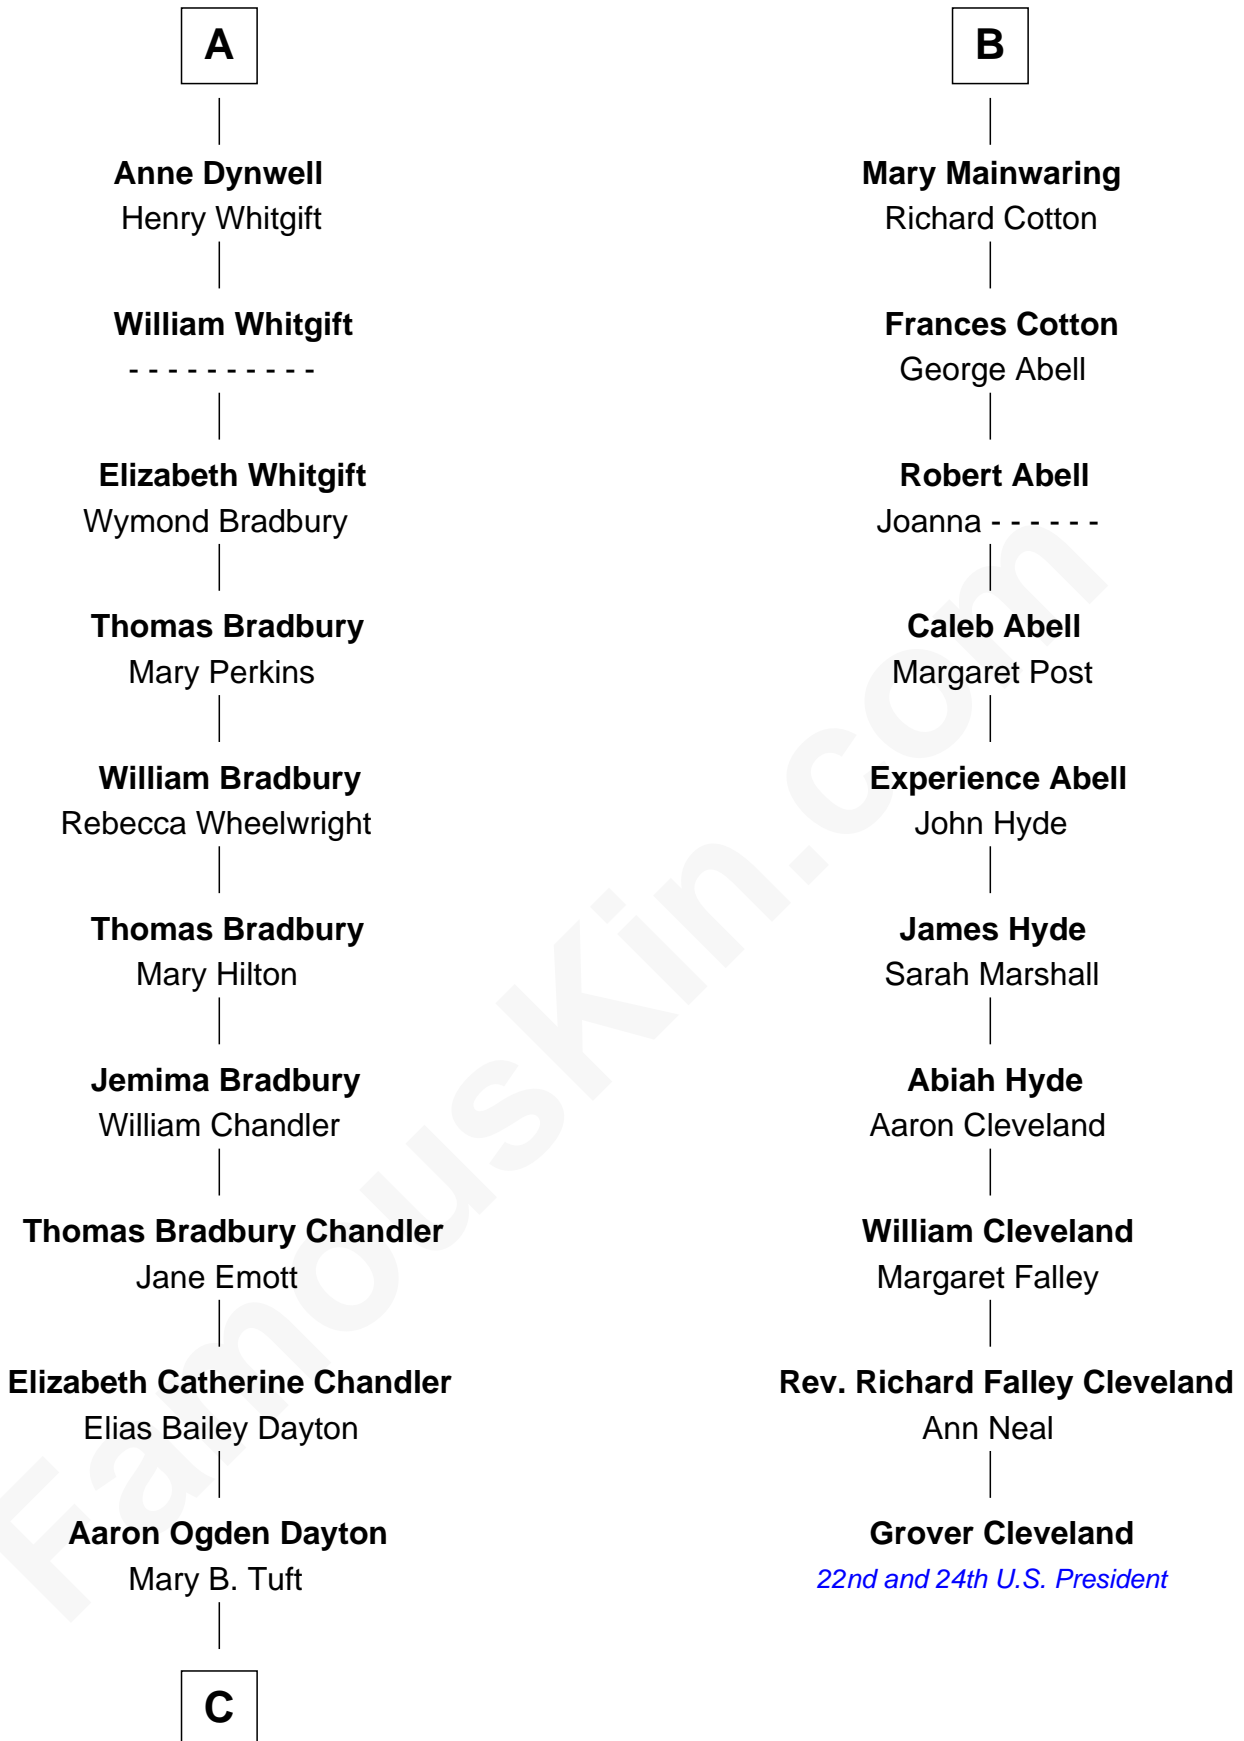 A
Anne Dynwell
Henry Whitgift
William Whitgift
- - - - - - - - - -
Elizabeth Whitgift
Wymond Bradbury
Thomas Bradbury
Mary Perkins
William Bradbury
Rebecca Wheelwright
Thomas Bradbury
Mary Hilton
Jemima Bradbury
William Chandler
Thomas Bradbury Chandler
Jane Emott
Elizabeth Catherine Chandler
Elias Bailey Dayton
Aaron Ogden Dayton
Mary B. Tuft
C
B
Mary Mainwaring
Richard Cotton
Frances Cotton
George Abell
Robert Abell
Joanna - - - - - -
Caleb Abell
Margaret Post
Experience Abell
John Hyde
James Hyde
Sarah Marshall
Abiah Hyde
Aaron Cleveland
William Cleveland
Margaret Falley
Rev. Richard Falley Cleveland
Ann Neal
Grover Cleveland
22nd and 24th U.S. President
FamousKin.com